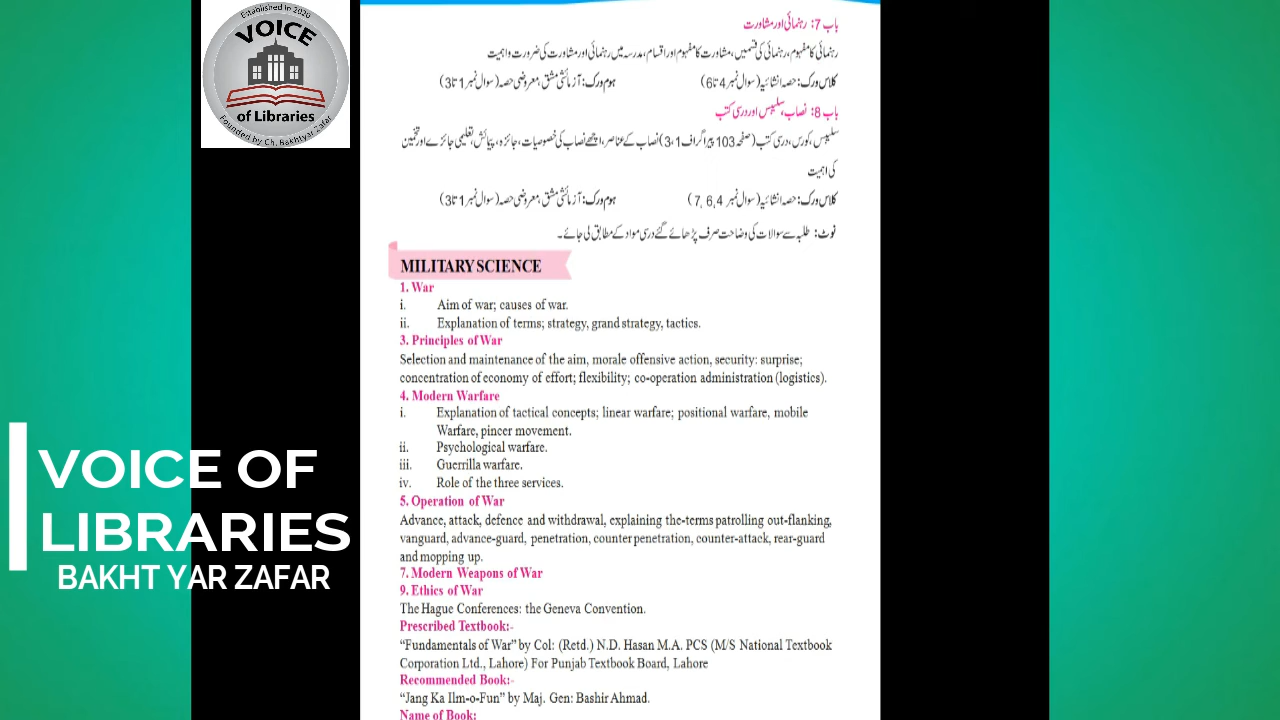 Established in 2020
VOICE
of Libraries
Founded by Ch. Bakhtyar Zafar
VOICE OF
LIBRARIES
BAKHT YAR ZAFAR
باب 7: رہنمائی اور مشاورت
رہنمائی کا مفہوم، رہنمائی کی قسمیں، مشاورت کا مفہوم اور اقسام، مدرسہ میں رہنمائی اور مشاورت کی ضرورت و اہمیت
کلاس ورک: حصہ انشائیہ (سوال نمبر 4 تا 6) ہوم ورک: آزمائشی مشق، معروضی حصہ (سوال نمبر 1 تا 3)
باب 8: نصاب، سلیبس اور درسی کتب
سلیبس، کورس، درسی کتب (صفحہ 103 پیراگراف 1، 3) نصاب کے عناصر، اچھے نصاب کی خصوصیات، جائزہ، پیمائش، تعلیمی جائزے اور تخمین
کی اہمیت
کلاس ورک: حصہ انشائیہ (سوال نمبر 4، 6، 7) ہوم ورک: آزمائشی مشق، معروضی حصہ (سوال نمبر 1 تا 3)
نوٹ: طلبہ سے سوالات کی وضاحت صرف پڑھائے گئے درسی مواد کے مطابق لی جائے۔
MILITARY SCIENCE
1. War
i. Aim of war; causes of war.
ii. Explanation of terms; strategy, grand strategy, tactics.
3. Principles of War
Selection and maintenance of the aim, morale offensive action, security: surprise;
concentration of economy of effort; flexibility; co-operation administration (logistics).
4. Modern Warfare
i. Explanation of tactical concepts; linear warfare; positional warfare, mobile
Warfare, pincer movement.
ii. Psychological warfare.
iii. Guerrilla warfare.
iv. Role of the three services.
5. Operation of War
Advance, attack, defence and withdrawal, explaining the-terms patrolling out-flanking,
vanguard, advance-guard, penetration, counter penetration, counter-attack, rear-guard
and mopping up.
7. Modern Weapons of War
9. Ethics of War
The Hague Conferences: the Geneva Convention.
Prescribed Textbook:-
“Fundamentals of War” by Col: (Retd.) N.D. Hasan M.A. PCS (M/S National Textbook
Corporation Ltd., Lahore) For Punjab Textbook Board, Lahore
Recommended Book:-
“Jang Ka Ilm-o-Fun” by Maj. Gen: Bashir Ahmad.
Name of Book: